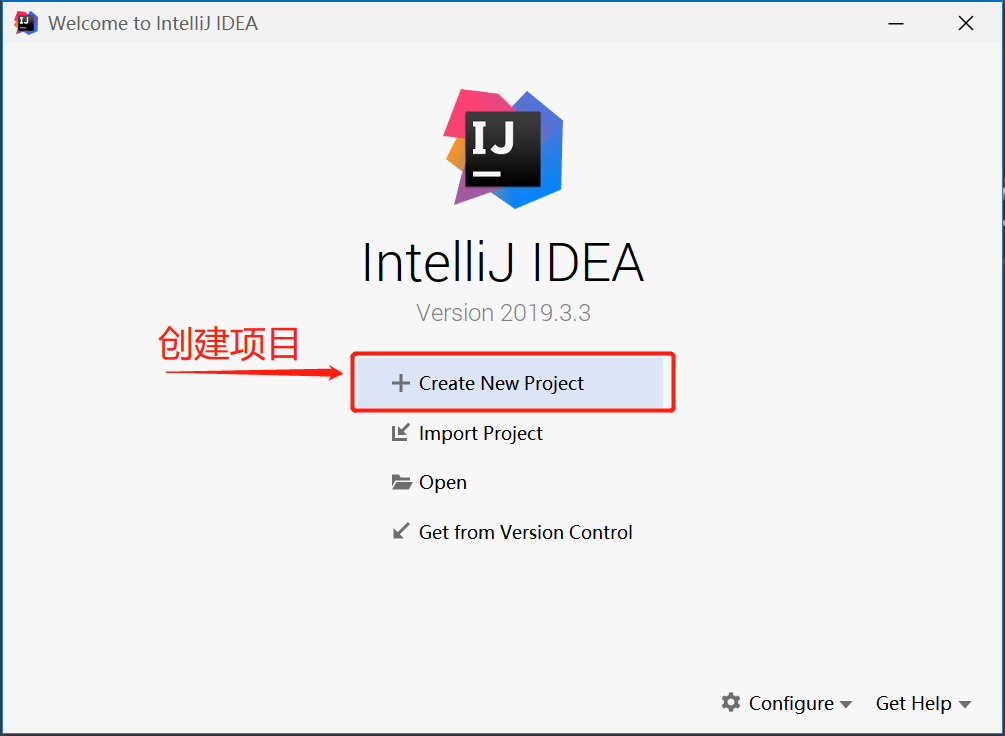 Welcome to IntelliJ IDEA
IJ
IntelliJ IDEA
Version 2019.3.3
创建项目
Create New Project
Import Project
Open
Get from Version Control
Configure
Get Help